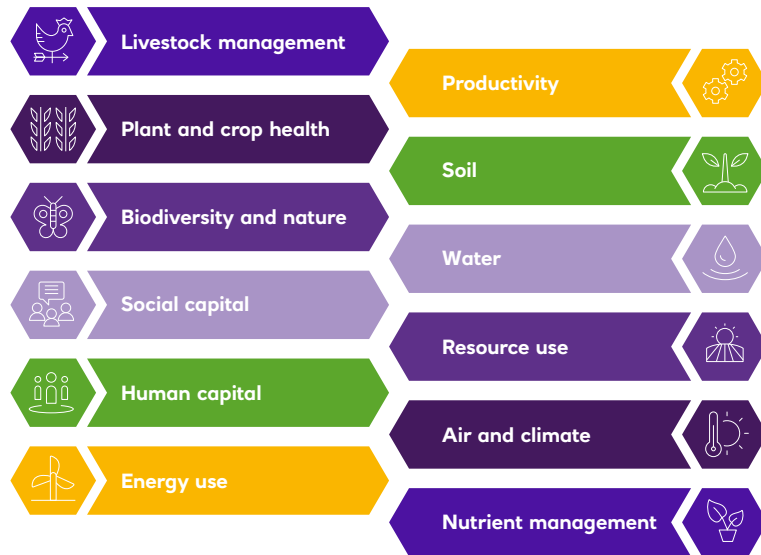 Livestock management
Productivity
Plant and crop health
Soil
Biodiversity and nature
Water
Social capital
Resource use
Human capital
Air and climate
Energy use
Nutrient management